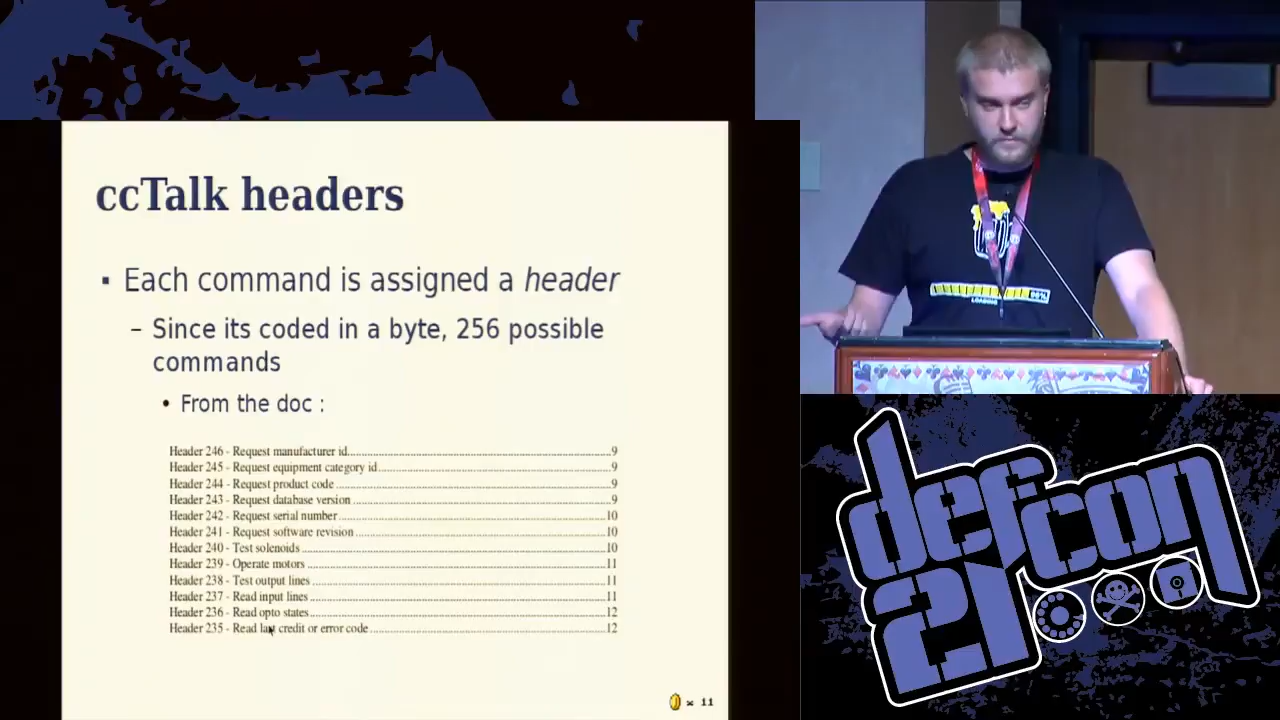 ccTalk headers
▪ Each command is assigned a header
– Since its coded in a byte, 256 possible
commands
• From the doc :
Header 246 - Request manufacturer id....9
Header 245 - Request equipment category id....9
Header 244 - Request product code....9
Header 243 - Request database version....9
Header 242 - Request serial number....10
Header 241 - Request software revision....10
Header 240 - Test solenoids....10
Header 239 - Operate motors....11
Header 238 - Test output lines....11
Header 237 - Read input lines....11
Header 236 - Read opto states....12
Header 235 - Read last credit or error code....12
× 11
LOADING
defcon
21